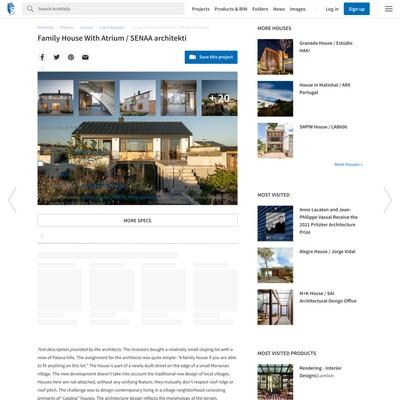 Search ArchDaily
Projects
Products & BIM
Folders
News
Images
Log in
Sign up
ArchDaily
Projects
Houses
Czech Republic
Family House With Atrium / SENAA architekti
Family House With Atrium / SENAA architekti
Save this project
+ 20
MORE SPECS
Text description provided by the architects. The investors bought a relatively small sloping lot with a
view of Palava hills. The assignment for the architects was quite simple: "A family house if you are able
to fit anything on this lot." The house is part of a newly-built street on the edge of a small Moravian
village. The new development doesn't take into account the traditional row design of local villages.
Houses here are not attached, without any unifying feature; they mutually don't respect roof ridge or
roof pitch. The challenge was to design contemporary living in a neighborhood consisting
primarily of "catalog" houses. The architecture design reflects the morphology of the terrain.
MORE HOUSES
Granada House / Estúdio
HAA!
House in Matinhal / ARX
Portugal
SMPW House / LAB606
More Houses »
MOST VISITED
Anne Lacaton and Jean-
Philippe Vassal Receive the
2021 Pritzker Architecture
Prize
Alegre House / Jorge Vidal
M+K House / SAI
Architectural Design Office
MOST VISITED PRODUCTS
Rendering - Interior
Designs/Lumion